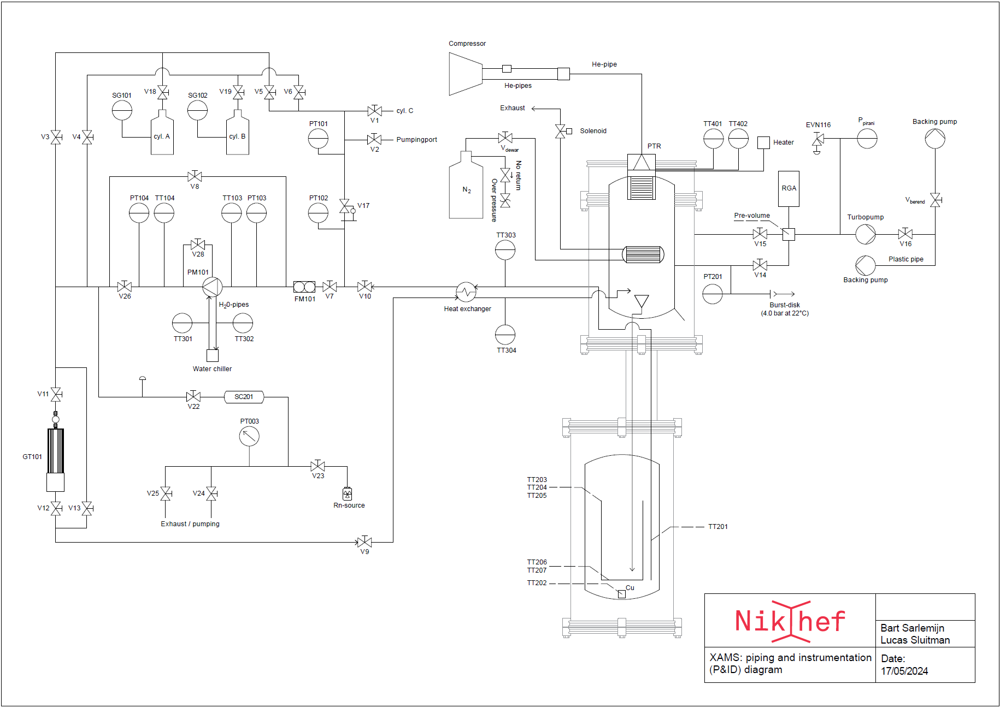 Compressor
He-pipe
He-pipes
V18
V19
V5
V6
SG101
SG102
cyl. A
cyl. B
V3
V4
V1
cyl. C
V2
Pumpingport
PT101
Exhaust
Solenoid
Vdewar
No return
Over pressure
N2
PTR
TT401
TT402
Heater
EVN116
Ppirani
Backing pump
RGA
Vberend
Pre-volume
Turbopump
V15
V16
V14
Plastic pipe
Backing pump
PT201
Burst-disk
(4.0 bar at 22°C)
V8
PT104
TT104
TT103
PT103
PT102
V17
V28
PM101
V26
FM101
V7
V10
H20-pipes
TT301
TT302
Water chiller
TT303
Heat exchanger
TT304
V11
GT101
V12
V13
V22
SC201
PT003
V23
V25
V24
Rn-source
Exhaust / pumping
V9
TT203
TT204
TT205
TT201
TT206
TT207
TT202
Cu
Nikhef
Bart Sarlemijn
Lucas Sluitman
XAMS: piping and instrumentation
(P&ID) diagram
Date:
17/05/2024